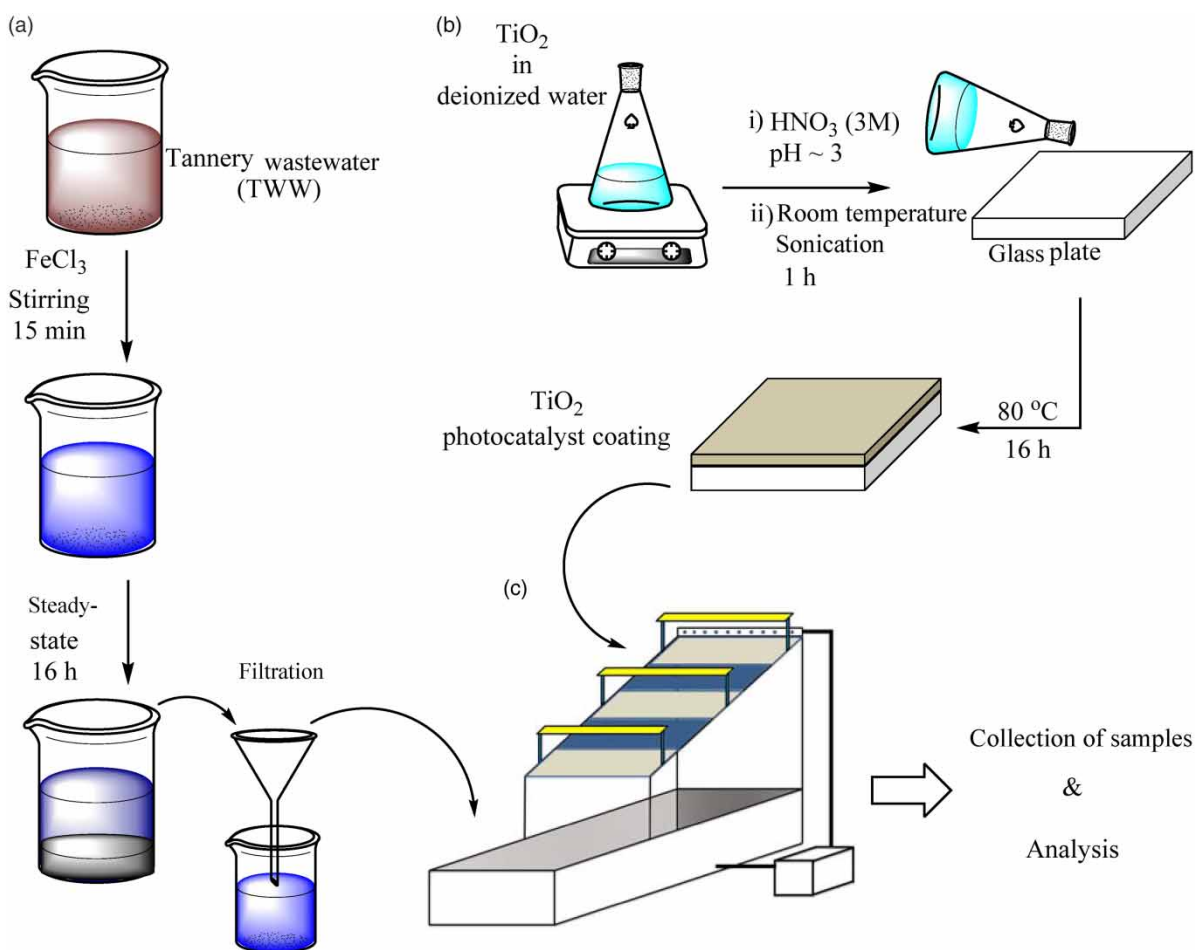 (a)
Tannery wastewater
(TWW)
FeCl₃
Stirring
15 min
Steady-
state
16 h
Filtration
(b)
TiO₂
in
deionized water
i) HNO₃ (3M)
pH ~ 3
ii) Room temperature
Sonication
1 h
Glass plate
80 °C
16 h
TiO₂
photocatalyst coating
(c)
Collection of samples
&
Analysis